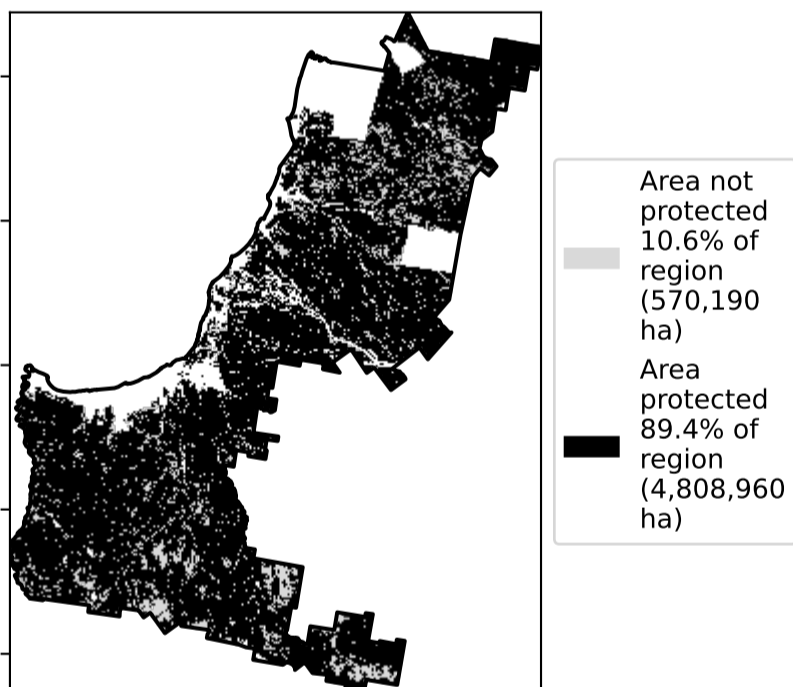 Area not
protected
10.6% of
region
(570,190
ha)
Area
protected
89.4% of
region
(4,808,960
ha)